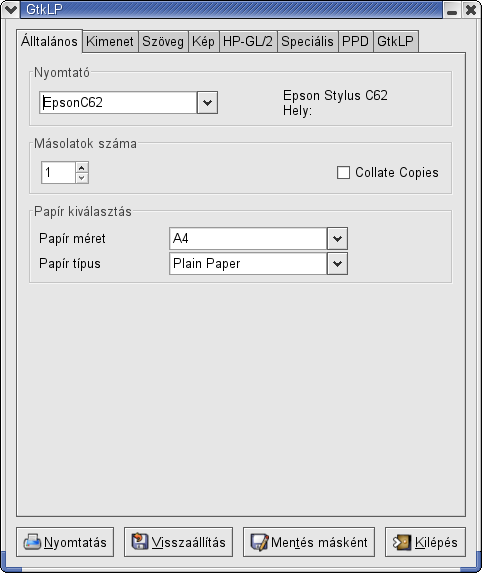 GtkLP
Álltalános Kimenet Szöveg Kép HP-GL/2 Speciális PPD GtkLP
Nyomtató
EpsonC62
Epson Stylus C62
Hely:
Másolatok száma
1
Collate Copies
Papír kiválasztás
Papír méret A4
Papír típus Plain Paper
Nyomtatás Visszaállítás Mentés másként Kilépés